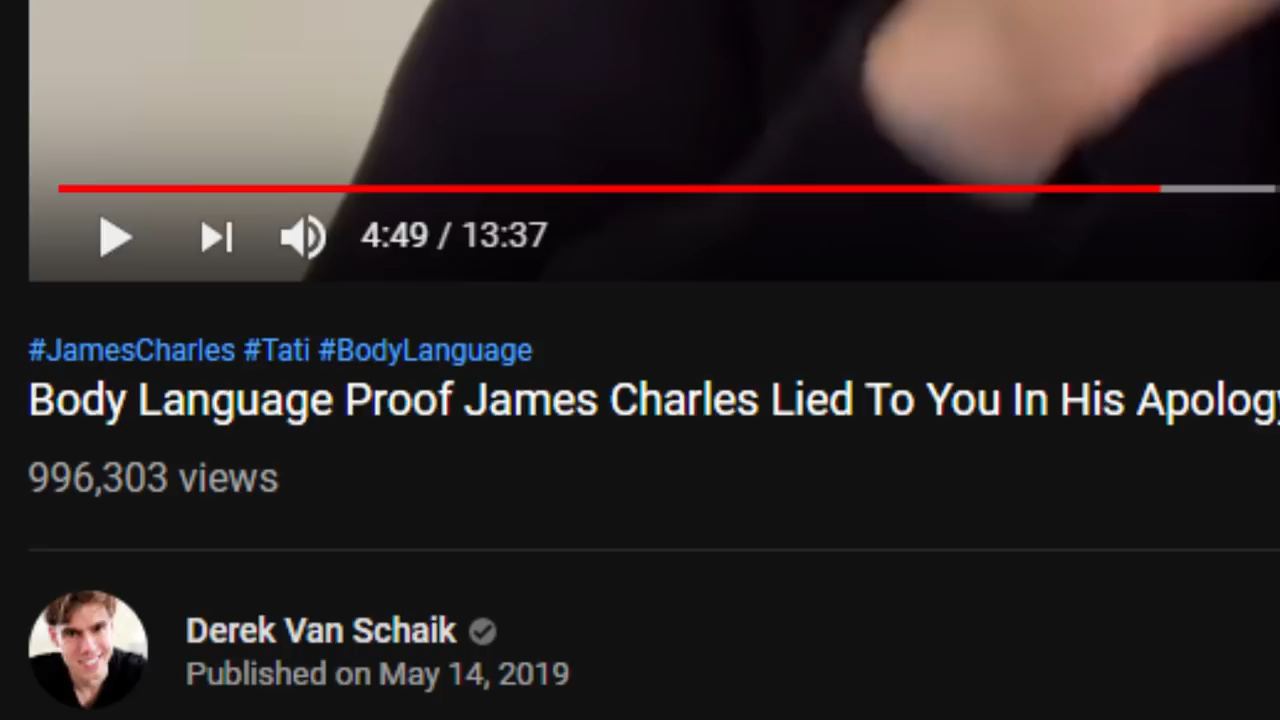 4:49 / 13:37
#JamesCharles #Tati #BodyLanguage
Body Language Proof James Charles Lied To You In His Apology
996,303 views
Derek Van Schaik
Published on May 14, 2019